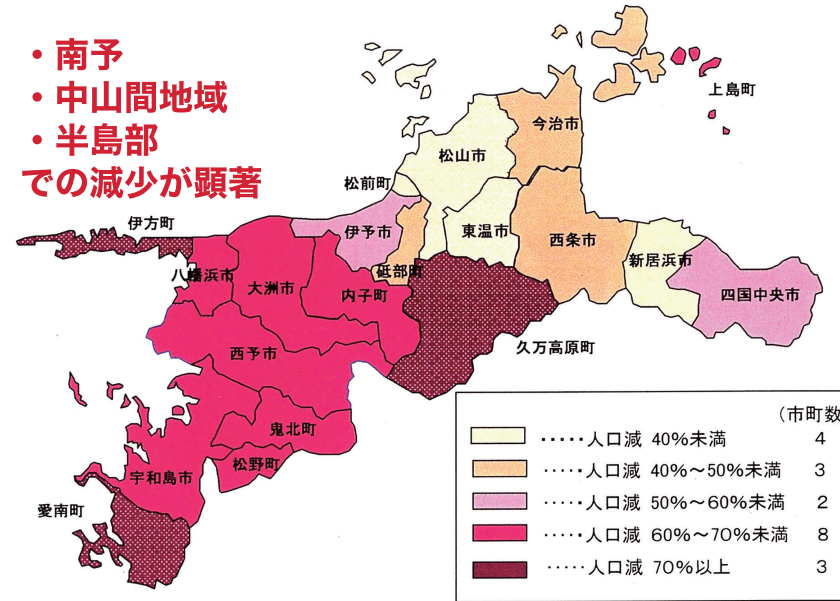 ・南予
・中山間地域
・半島部
での減少が顕著
上島町
今治市
松山市
松前町
伊方町
伊予市
東温市
西条市
新居浜市
八幡浜市
大洲市
内子町
砥部町
四国中央市
久万高原町
西予市
鬼北町
松野町
宇和島市
愛南町
(市町数
・・・・・人口減 40%未満 4
・・・・・人口減 40%～50%未満 3
・・・・・人口減 50%～60%未満 2
・・・・・人口減 60%～70%未満 8
・・・・・人口減 70%以上 3